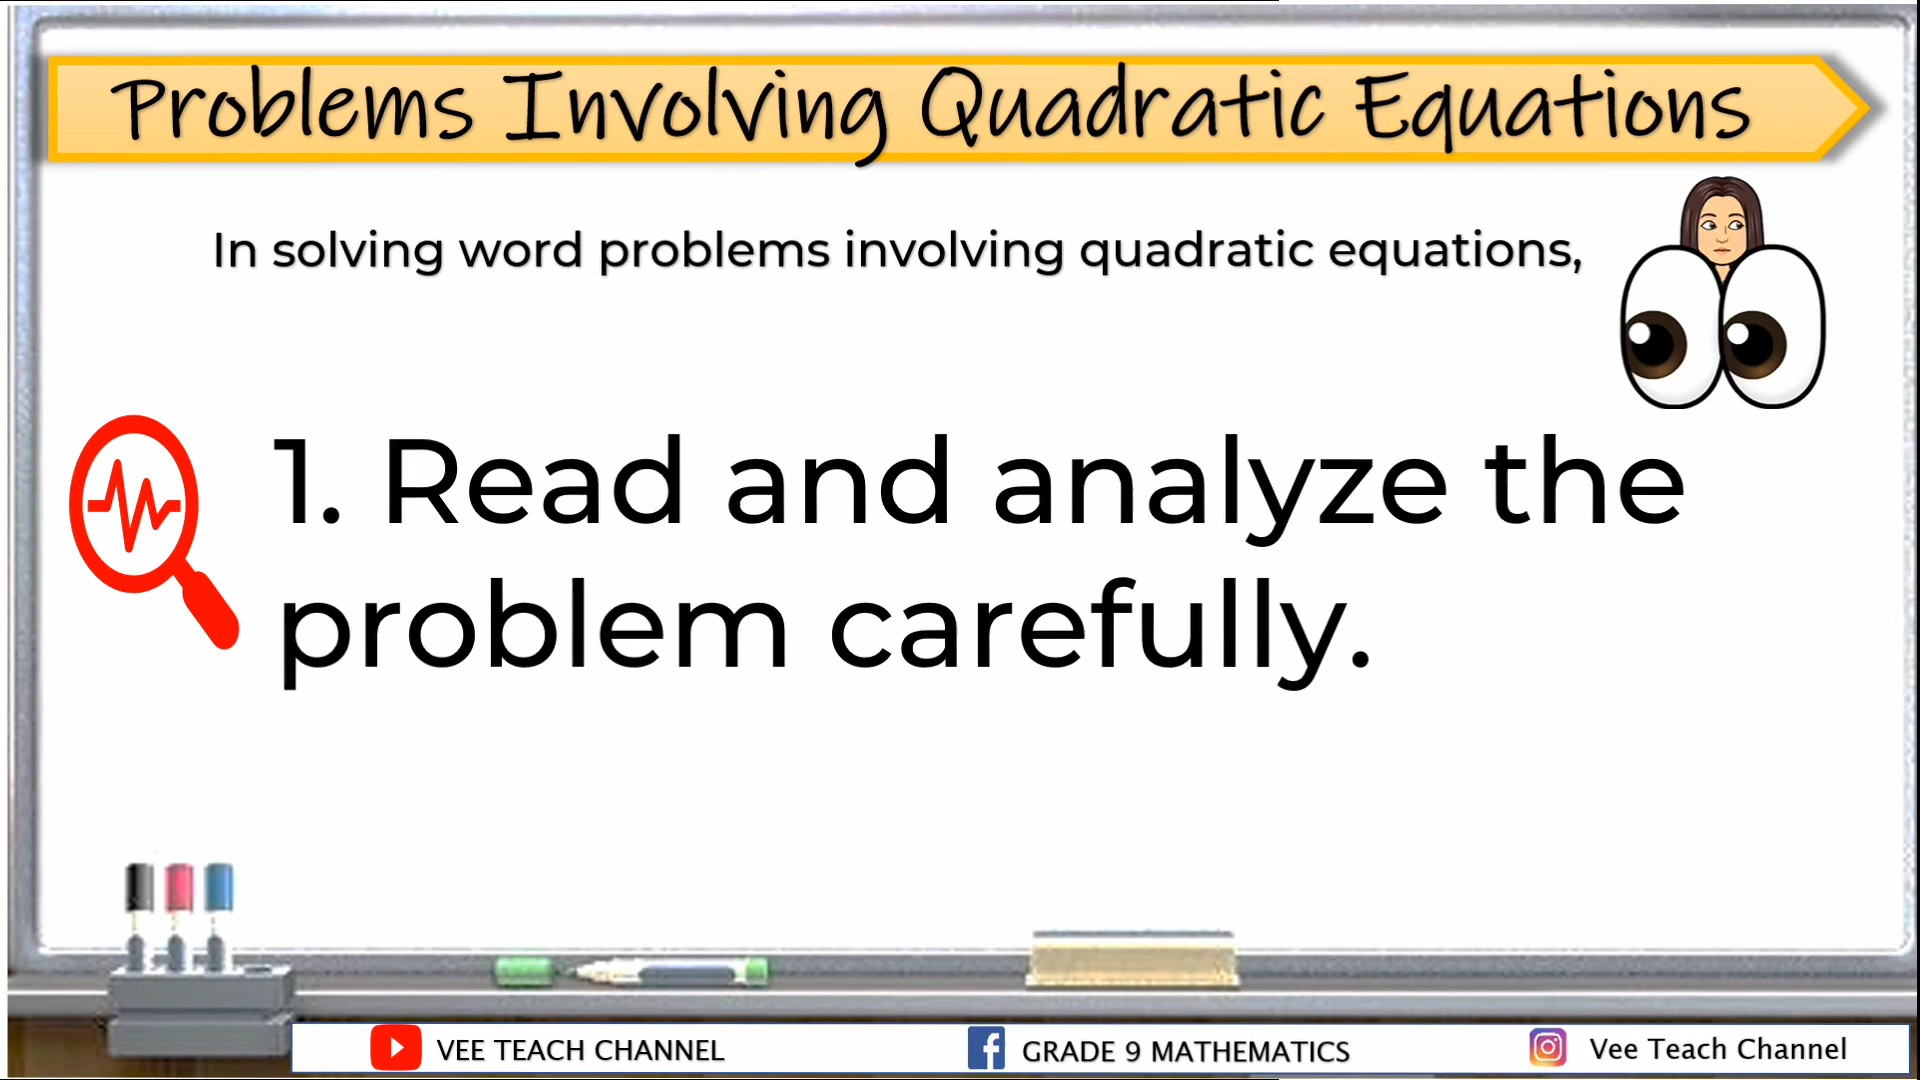 Problems Involving Quadratic Equations
In solving word problems involving quadratic equations,
1. Read and analyze the
problem carefully.
VEE TEACH CHANNEL
GRADE 9 MATHEMATICS
Vee Teach Channel